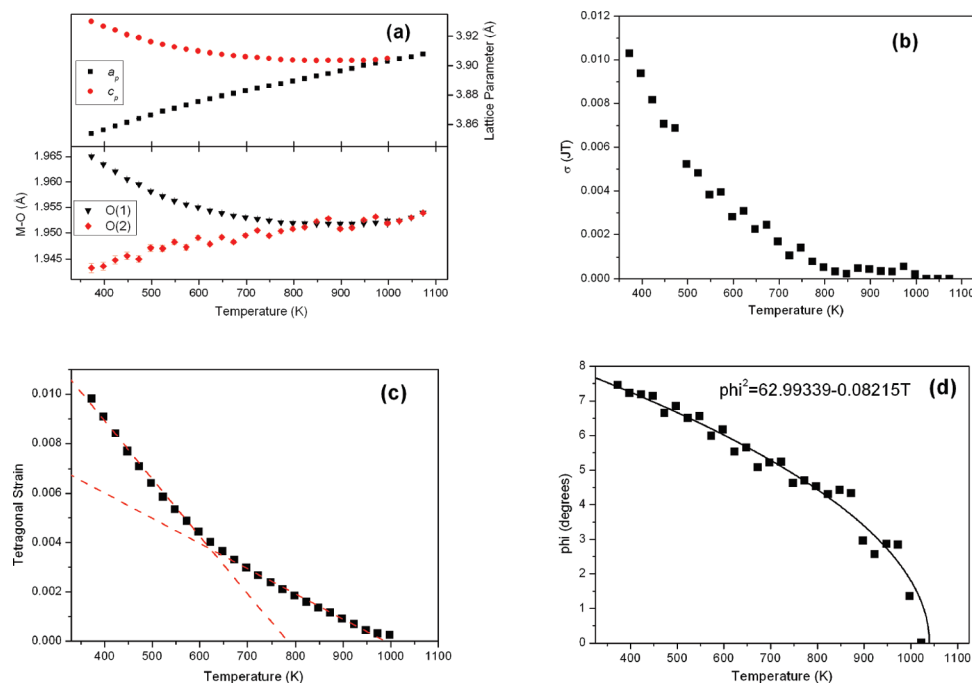 (a)
a_p
c_p
3.92
3.90
3.88
3.86
Lattice Parameter (Å)
1.965
1.960
1.955
1.950
1.945
M-O (Å)
O(1)
O(2)
400 500 600 700 800 900 1000 1100
Temperature (K)
(b)
0.012
0.010
0.008
0.006
0.004
0.002
0.000
σ (JT)
400 500 600 700 800 900 1000 1100
Temperature (K)
(c)
0.010
0.008
0.006
0.004
0.002
0.000
Tetragonal Strain
400 500 600 700 800 900 1000 1100
Temperature (K)
(d)
phi²=62.99339-0.08215T
8
7
6
5
4
3
2
1
0
phi (degrees)
400 500 600 700 800 900 1000 1100
Temperature (K)